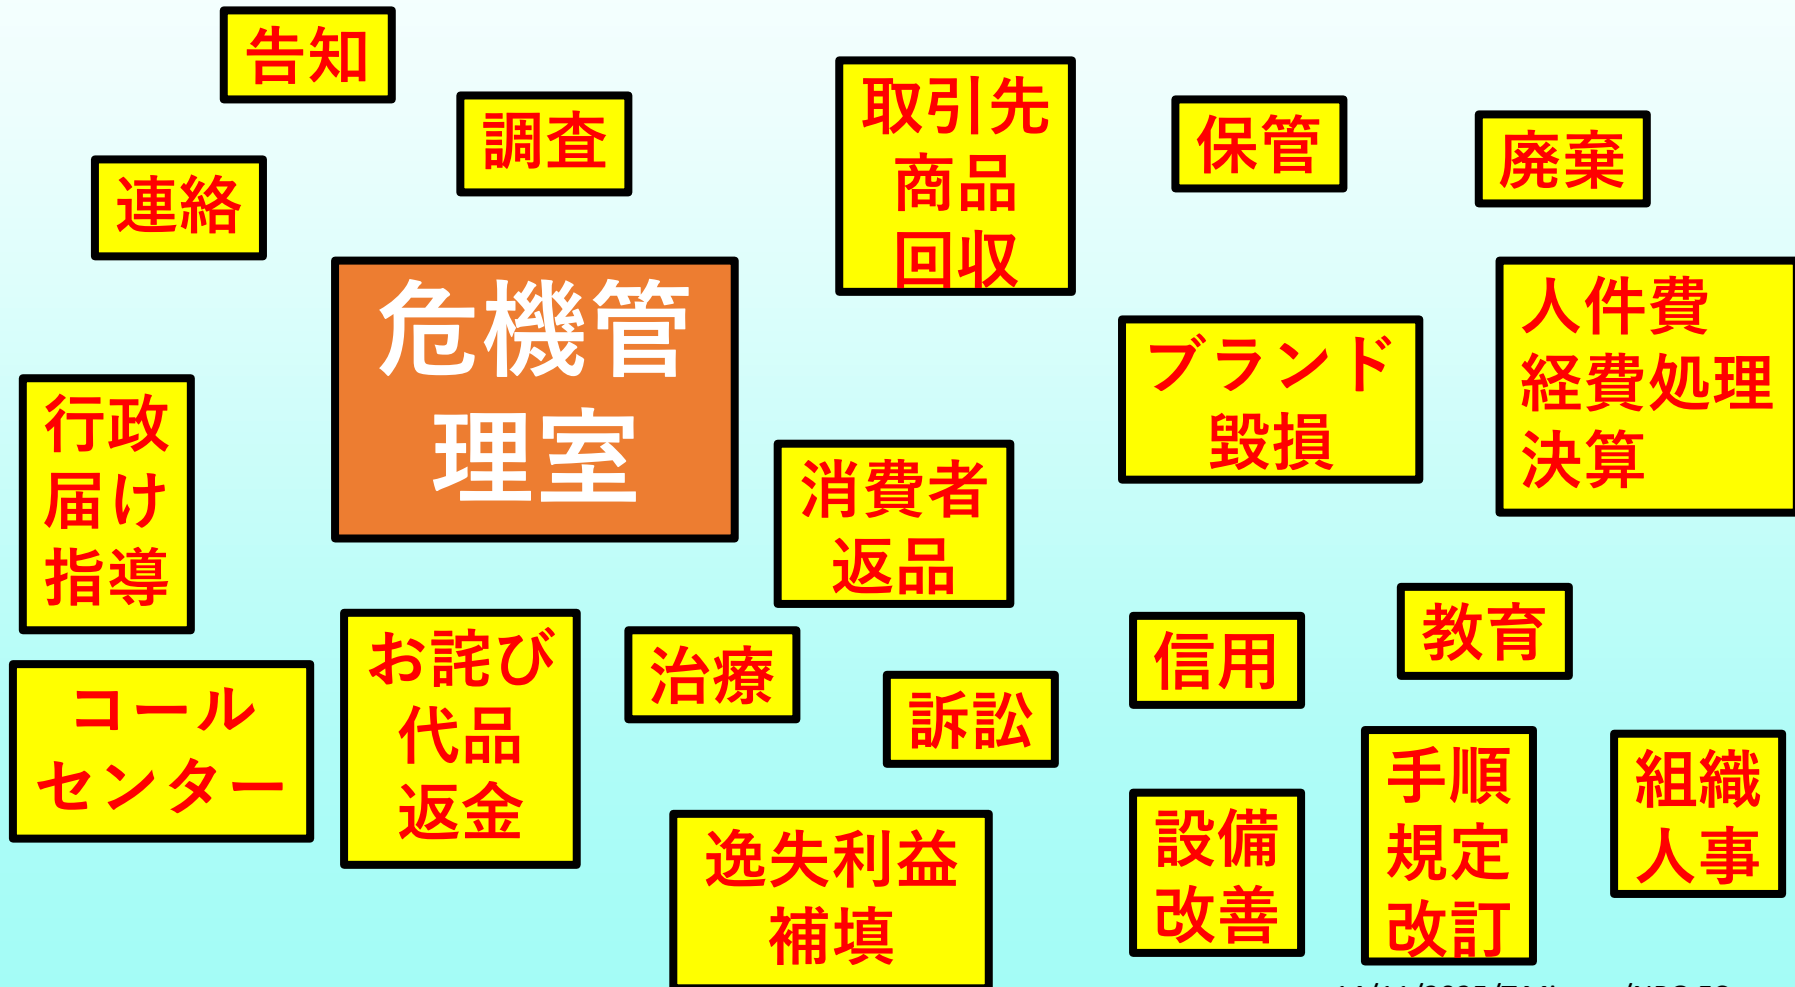 告知
調査
連絡
取引先
商品
回収
保管
廃棄
危機管
理室
人件費
経費処理
決算
ブランド
毀損
行政
届け
指導
消費者
返品
お詫び
代品
返金
治療
訴訟
信用
教育
コール
センター
逸失利益
補填
設備
改善
手順
規定
改訂
組織
人事